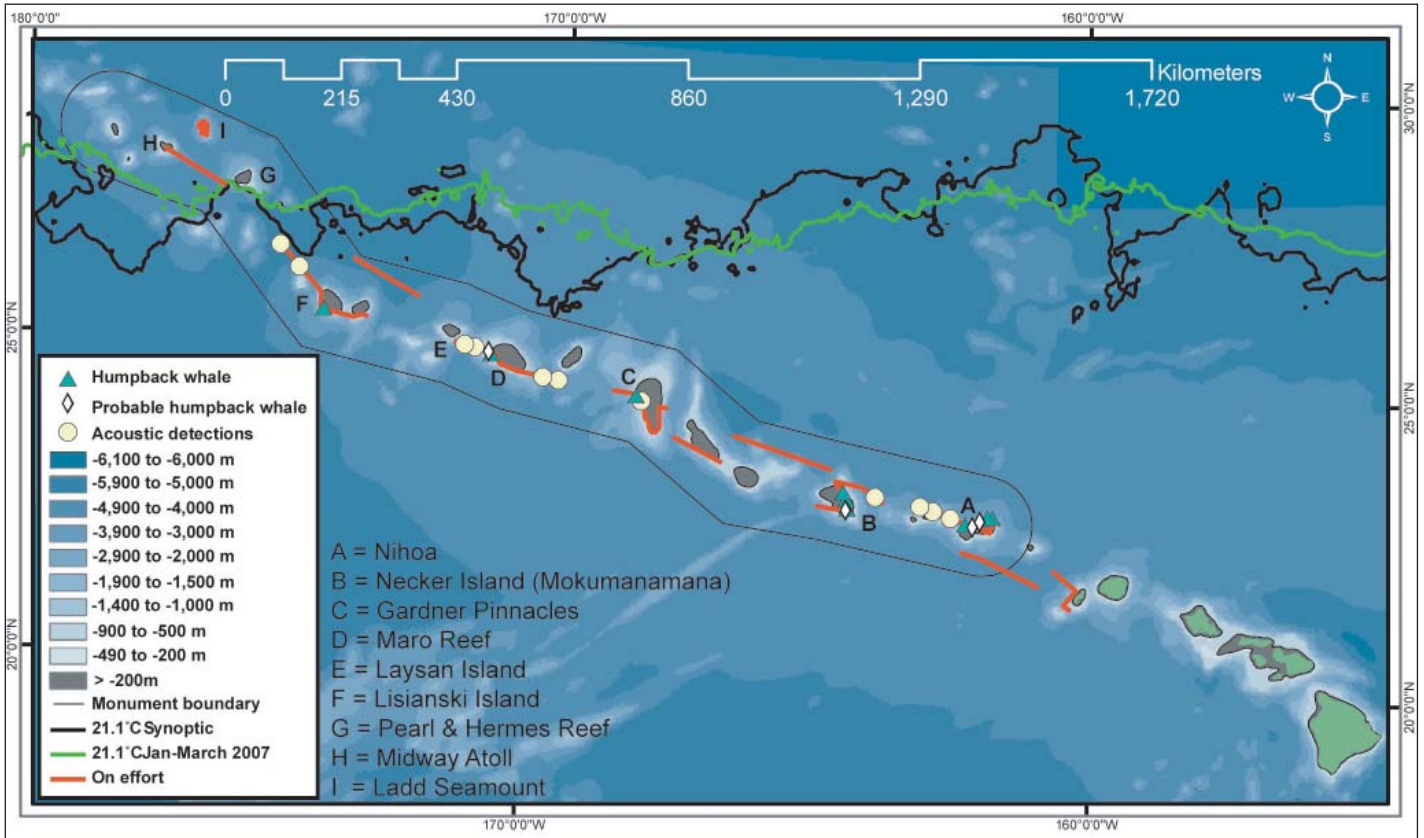 180°0'0"
170°0'0"W
160°0'0"W
Kilometers
0 215 430 860 1,290 1,720
N
W E
S
30°0'0"N
25°0'0"N
25°0'0"N
20°0'0"N
20°0'0"N
H
I
G
F
E
D
C
B
A
Humpback whale
Probable humpback whale
Acoustic detections
-6,100 to -6,000 m
-5,900 to -5,000 m
-4,900 to -4,000 m
-3,900 to -3,000 m
-2,900 to -2,000 m
-1,900 to -1,500 m
-1,400 to -1,000 m
-900 to -500 m
-490 to -200 m
> -200m
Monument boundary
21.1°C Synoptic
21.1°C Jan-March 2007
On effort
A = Nihoa
B = Necker Island (Mokumanamana)
C = Gardner Pinnacles
D = Maro Reef
E = Laysan Island
F = Lisianski Island
G = Pearl & Hermes Reef
H = Midway Atoll
I = Ladd Seamount
170°0'0"W
160°0'0"W